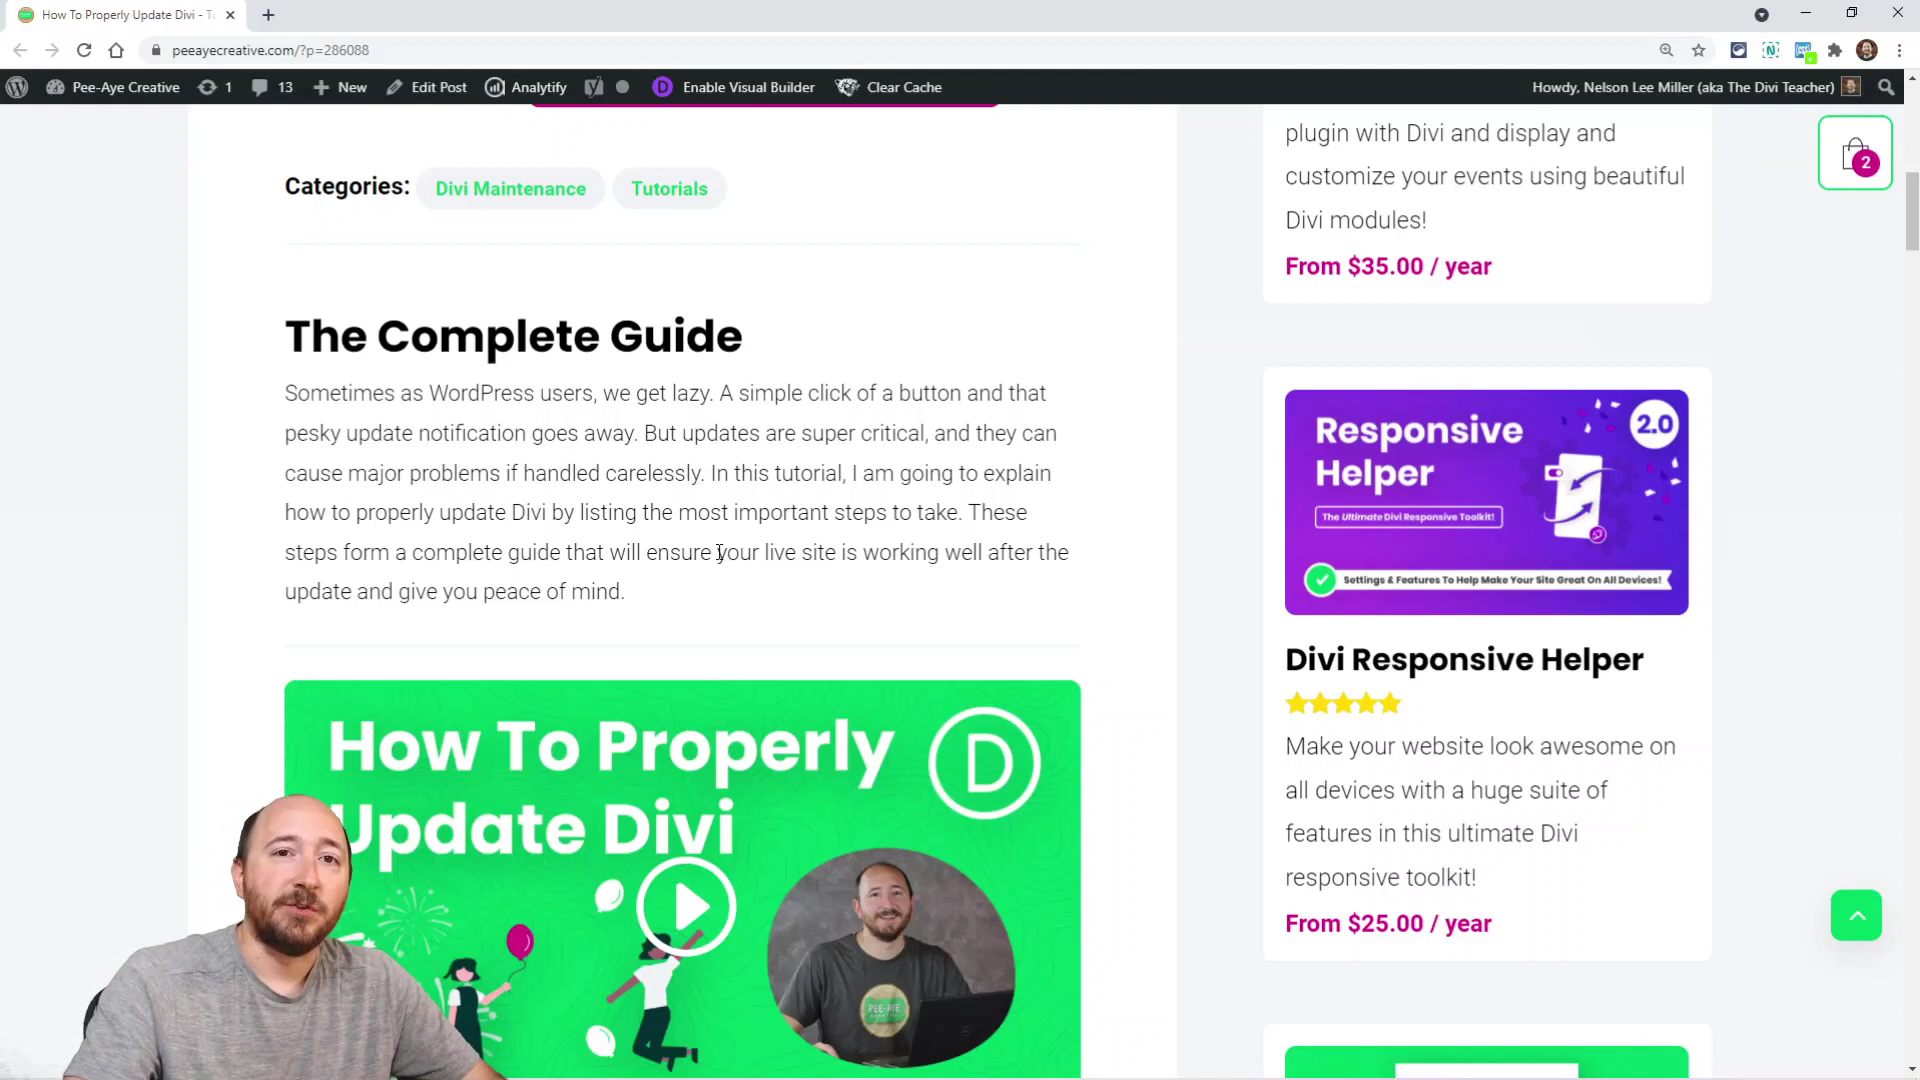 How To Properly Update Divi - Tu
peeayecreative.com/?p=286088
Pee-Aye Creative
1
13
New
Edit Post
Analytify
Enable Visual Builder
Clear Cache
Howdy, Nelson Lee Miller (aka The Divi Teacher)
Categories:
Divi Maintenance
Tutorials
The Complete Guide
Sometimes as WordPress users, we get lazy. A simple click of a button and that
pesky update notification goes away. But updates are super critical, and they can
cause major problems if handled carelessly. In this tutorial, I am going to explain
how to properly update Divi by listing the most important steps to take. These
steps form a complete guide that will ensure your live site is working well after the
update and give you peace of mind.
How To Properly
Update Divi
D
PEE-AYE
plugin with Divi and display and
customize your events using beautiful
Divi modules!
From $35.00 / year
2
Responsive
Helper
2.0
The Ultimate Divi Responsive Toolkit!
Settings & Features To Help Make Your Site Great On All Devices!
Divi Responsive Helper
Make your website look awesome on
all devices with a huge suite of
features in this ultimate Divi
responsive toolkit!
From $25.00 / year